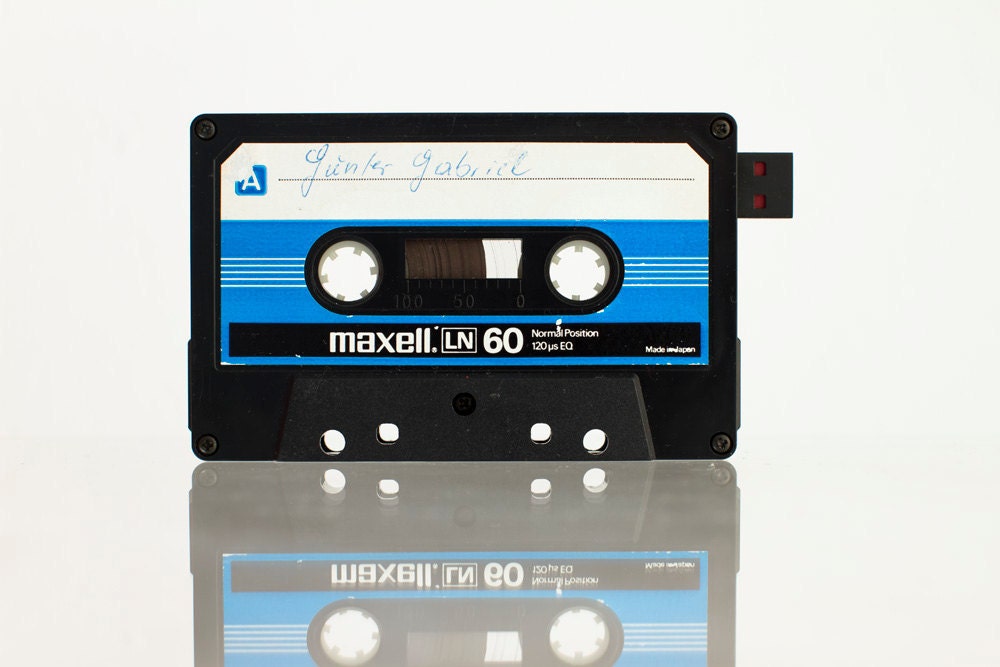 Günter Gabriel
A
100 50 0
maxell. LN 60 Normal Position
120 µs EQ
Made in Japan